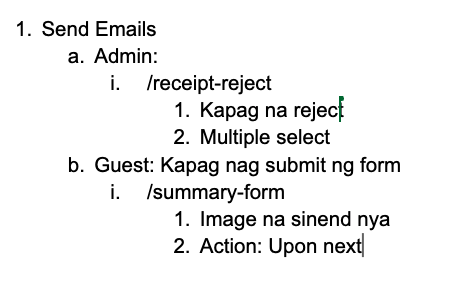 1. Send Emails
a. Admin:
i. /receipt-reject
1. Kapag na reject
2. Multiple select
b. Guest: Kapag nag submit ng form
i. /summary-form
1. Image na sinend nya
2. Action: Upon next